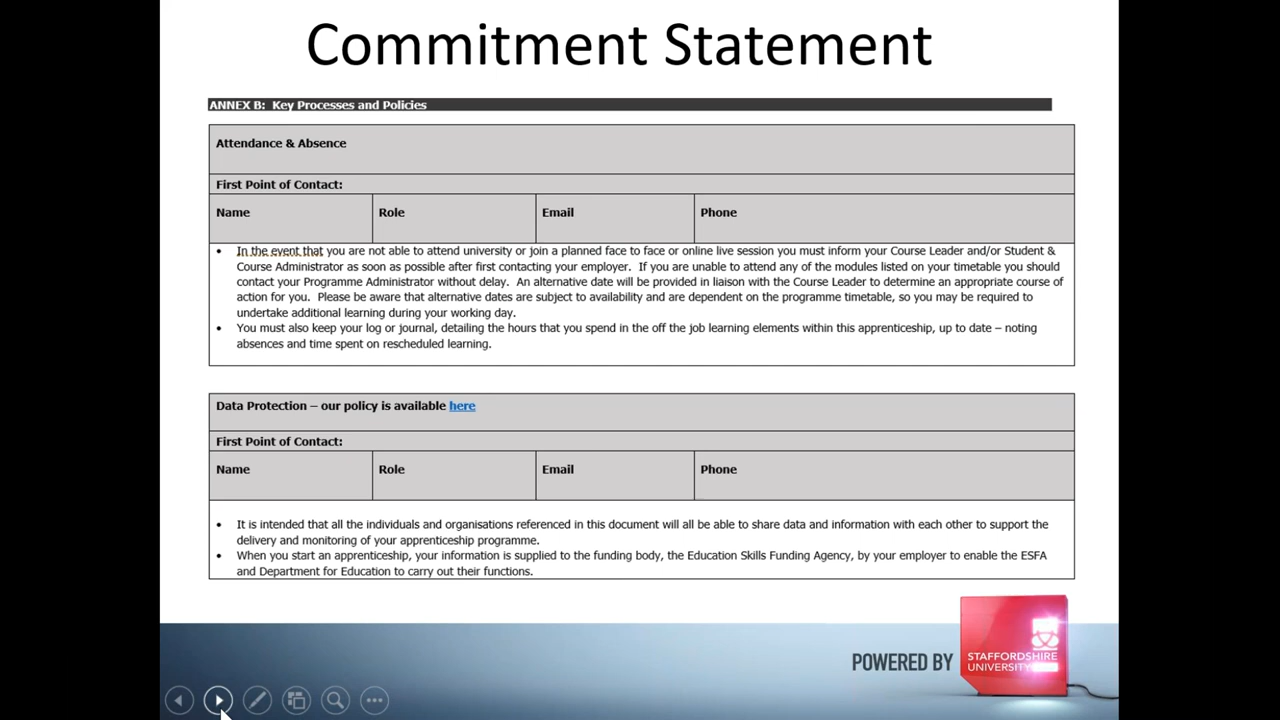 Commitment Statement
ANNEX B:  Key Processes and Policies
Attendance & Absence
First Point of Contact:
Name Role Email Phone
• In the event that you are not able to attend university or join a planned face to face or online live session you must inform your Course Leader and/or Student &
Course Administrator as soon as possible after first contacting your employer.  If you are unable to attend any of the modules listed on your timetable you should
contact your Programme Administrator without delay.  An alternative date will be provided in liaison with the Course Leader to determine an appropriate course of
action for you.  Please be aware that alternative dates are subject to availability and are dependent on the programme timetable, so you may be required to
undertake additional learning during your working day.
• You must also keep your log or journal, detailing the hours that you spend in the off the job learning elements within this apprenticeship, up to date – noting
absences and time spent on rescheduled learning.
Data Protection – our policy is available here
First Point of Contact:
Name Role Email Phone
• It is intended that all the individuals and organisations referenced in this document will all be able to share data and information with each other to support the
delivery and monitoring of your apprenticeship programme.
• When you start an apprenticeship, your information is supplied to the funding body, the Education Skills Funding Agency, by your employer to enable the ESFA
and Department for Education to carry out their functions.
POWERED BY
STAFFORDSHIRE
UNIVERSITY